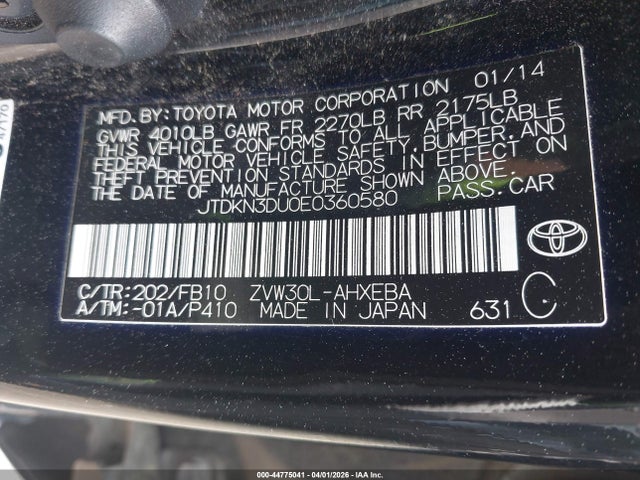 MFD. BY: TOYOTA MOTOR CORPORATION 01/14
GVWR 4010LB GAWR FR 2270LB RR 2175LB
THIS VEHICLE CONFORMS TO ALL APPLICABLE
FEDERAL MOTOR VEHICLE SAFETY, BUMPER, AND
THEFT PREVENTION STANDARDS IN EFFECT ON
THE DATE OF MANUFACTURE SHOWN ABOVE.
JTDKN3DU0E0360580 PASS. CAR
C/TR: 202/FB10 ZVW30L-AHXEBA
A/TM: -01A/P410 MADE IN JAPAN 631 C
000-44775041 - 04/01/2026 - IAA Inc.